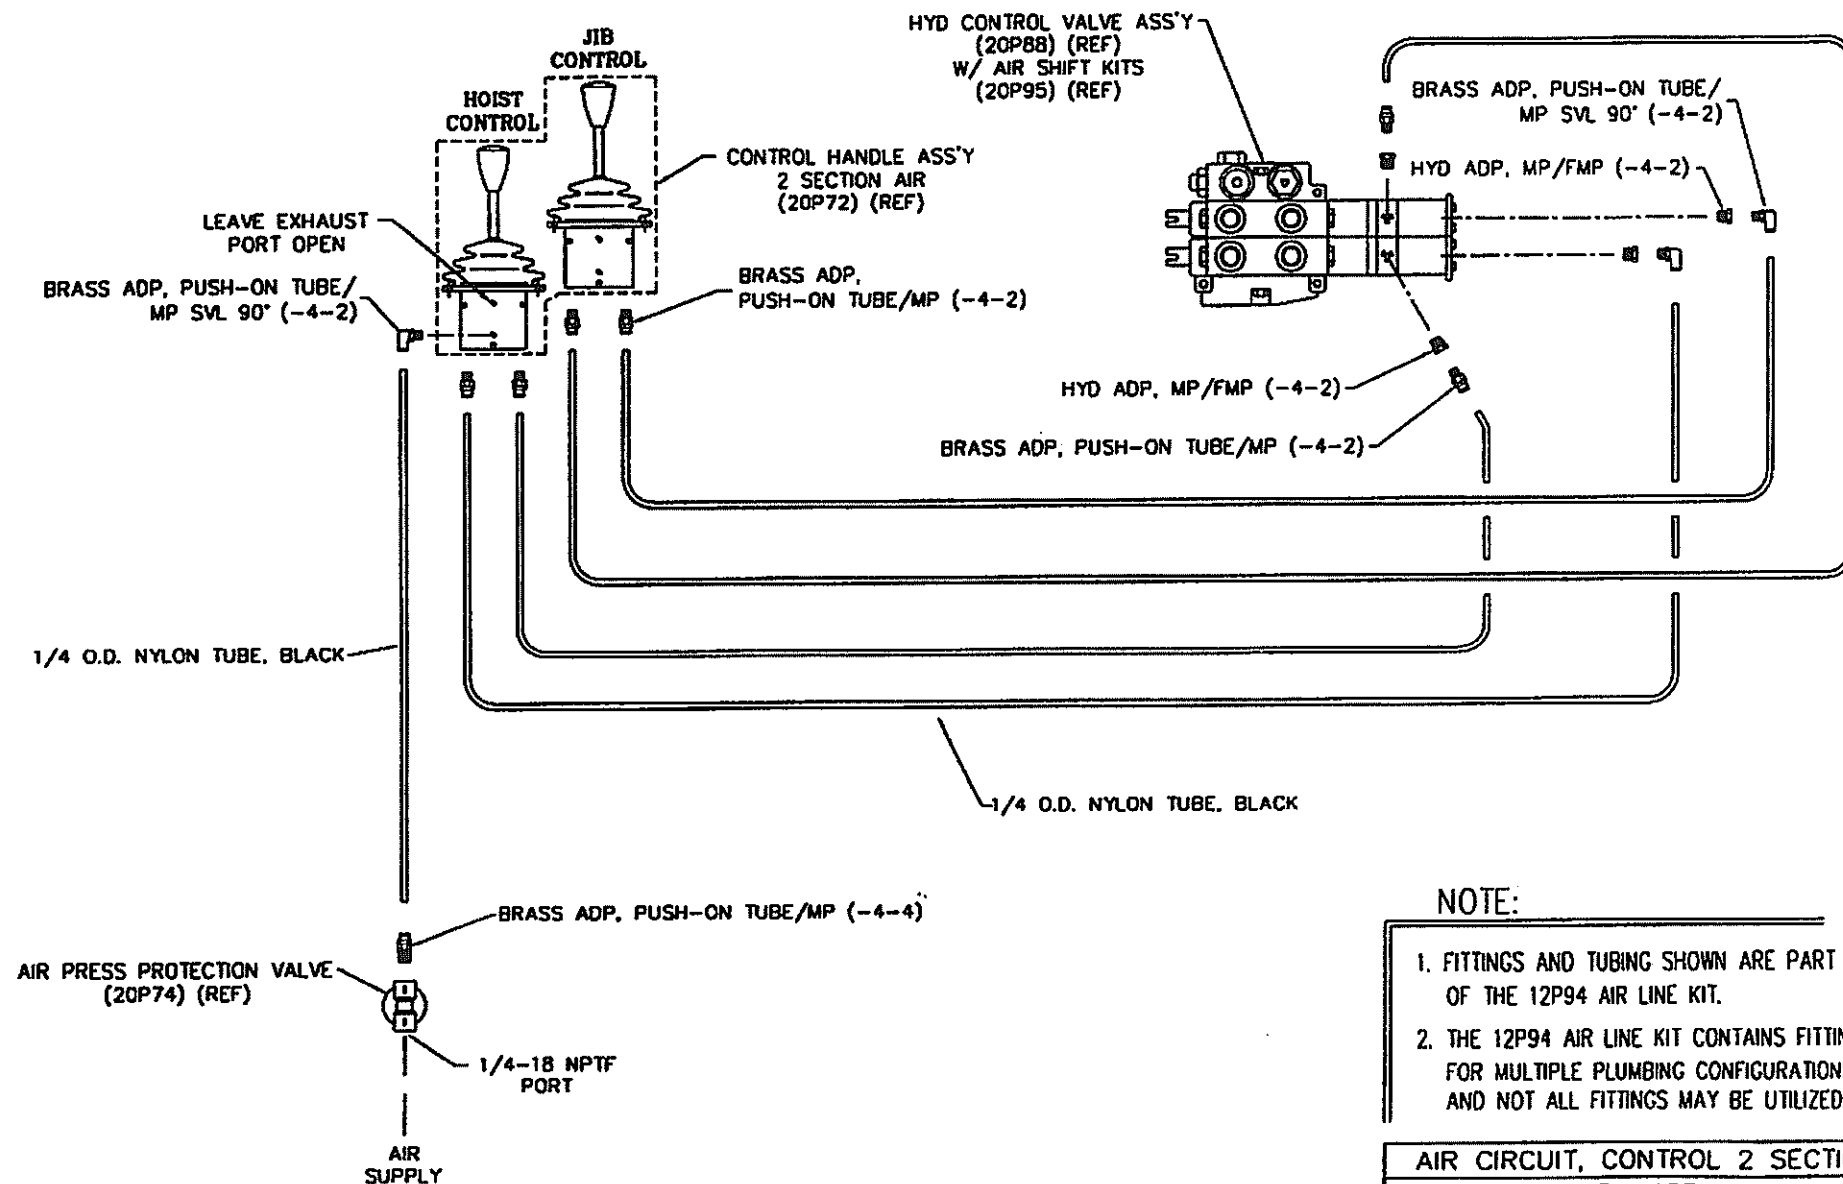 HYD CONTROL VALVE ASS'Y
(20P88) (REF)
W/ AIR SHIFT KITS
(20P95) (REF)
JIB
CONTROL
HOIST
CONTROL
BRASS ADP, PUSH-ON TUBE/
MP SVL 90° (-4-2)
CONTROL HANDLE ASS'Y
2 SECTION AIR
(20P72) (REF)
HYD ADP, MP/FMP (-4-2)
LEAVE EXHAUST
PORT OPEN
BRASS ADP, PUSH-ON TUBE/
MP SVL 90° (-4-2)
BRASS ADP,
PUSH-ON TUBE/MP (-4-2)
HYD ADP, MP/FMP (-4-2)
BRASS ADP, PUSH-ON TUBE/MP (-4-2)
1/4 O.D. NYLON TUBE, BLACK
1/4 O.D. NYLON TUBE, BLACK
BRASS ADP, PUSH-ON TUBE/MP (-4-4)
AIR PRESS PROTECTION VALVE
(20P74) (REF)
1/4-18 NPTF
PORT
AIR
SUPPLY
NOTE:
1. FITTINGS AND TUBING SHOWN ARE PART
OF THE 12P94 AIR LINE KIT.
2. THE 12P94 AIR LINE KIT CONTAINS FITTIN
FOR MULTIPLE PLUMBING CONFIGURATION
AND NOT ALL FITTINGS MAY BE UTILIZED
AIR CIRCUIT, CONTROL 2 SECTI